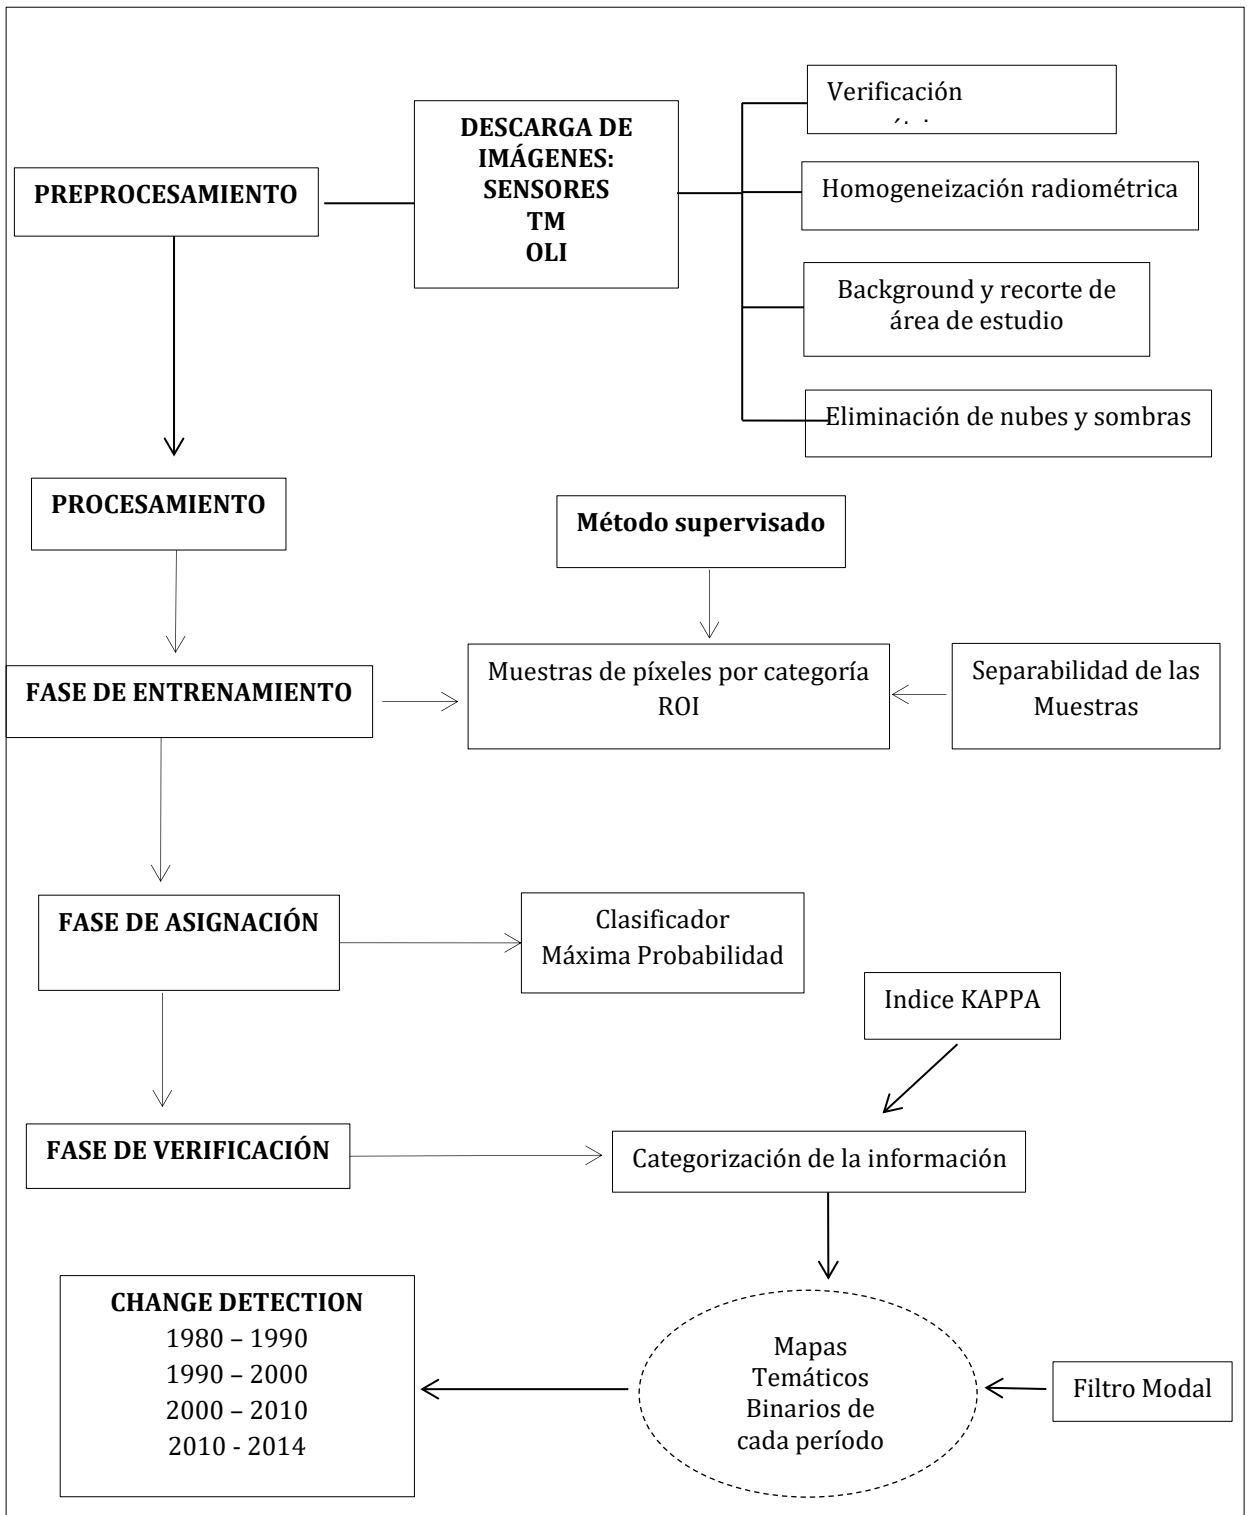 Verificación
DESCARGA DE
IMÁGENES:
SENSORES
TM
OLI
PREPROCESAMIENTO
Homogeneización radiométrica
Background y recorte de
área de estudio
Eliminación de nubes y sombras
PROCESAMIENTO
Método supervisado
FASE DE ENTRENAMIENTO
Muestras de píxeles por categoría
ROI
Separabilidad de las
Muestras
FASE DE ASIGNACIÓN
Clasificador
Máxima Probabilidad
Indice KAPPA
FASE DE VERIFICACIÓN
Categorización de la información
CHANGE DETECTION
1980 – 1990
1990 – 2000
2000 – 2010
2010 - 2014
Mapas
Temáticos
Binarios de
cada período
Filtro Modal